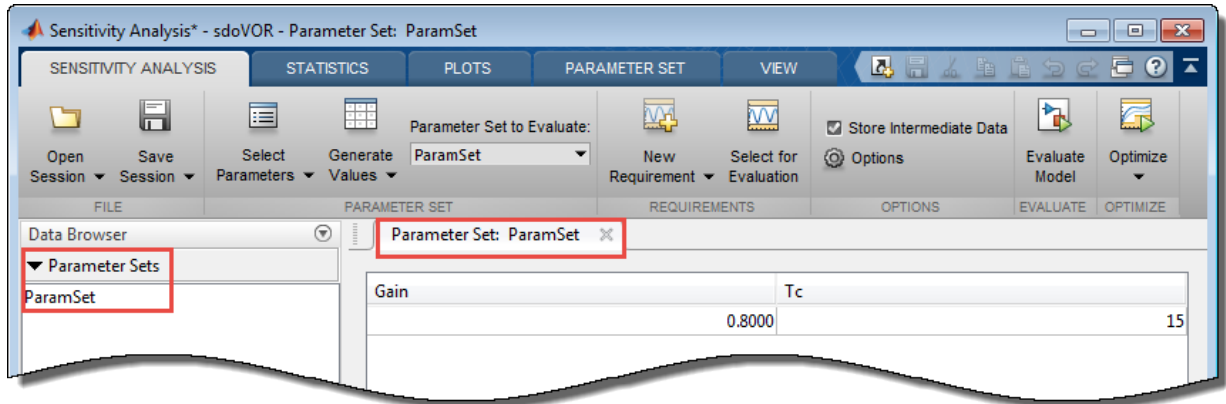 Sensitivity Analysis* - sdoVOR - Parameter Set: ParamSet
SENSITIVITY ANALYSIS STATISTICS PLOTS PARAMETER SET VIEW
Open Session
Save Session
Select Parameters
Generate Values
Parameter Set to Evaluate:
ParamSet
New Requirement
Select for Evaluation
Store Intermediate Data
Options
Evaluate Model
Optimize
FILE PARAMETER SET REQUIREMENTS OPTIONS EVALUATE OPTIMIZE
Data Browser
Parameter Set: ParamSet
Parameter Sets
ParamSet
Gain Tc
0.8000 15